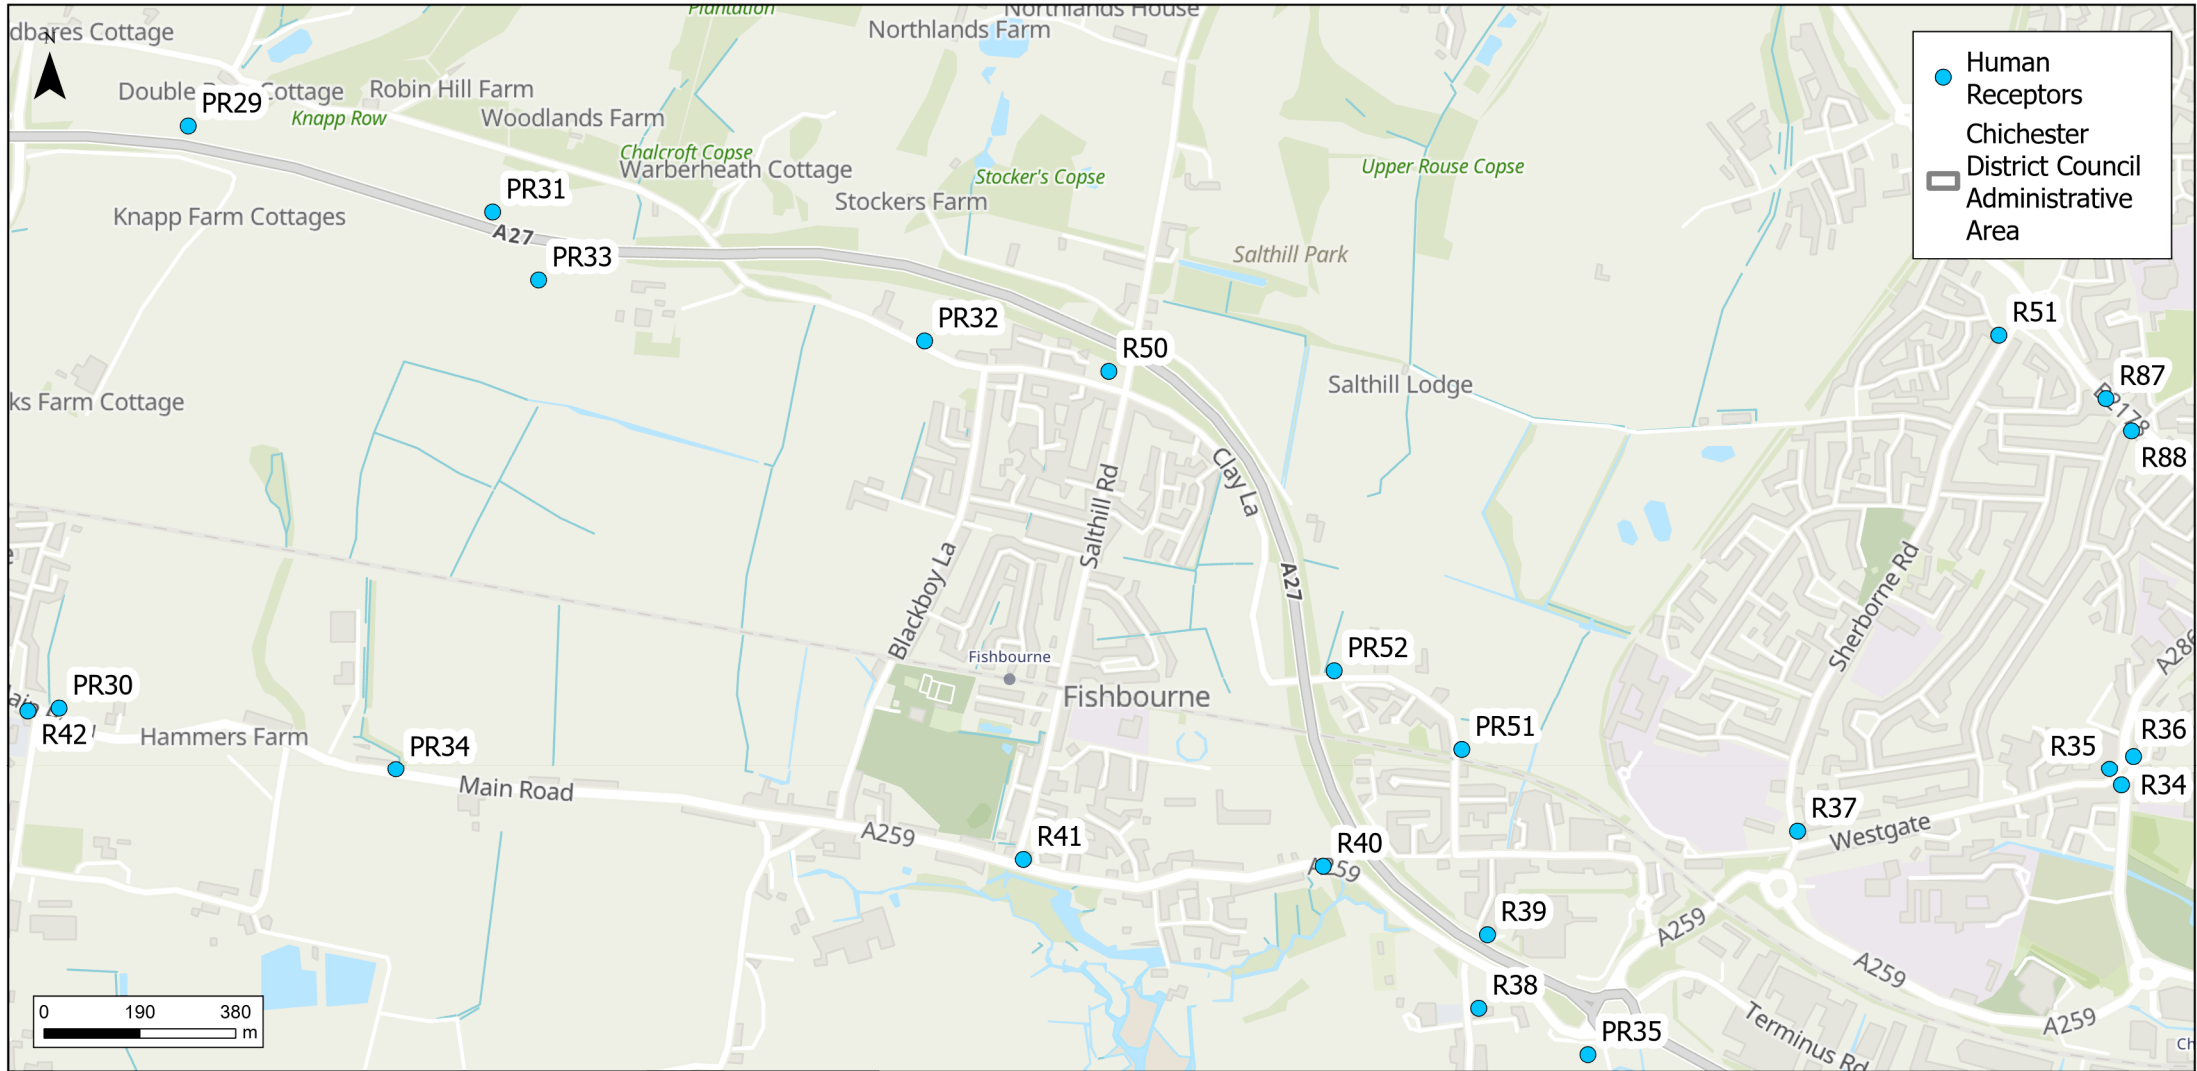 Plantation
Northlands House
dbares Cottage
Northlands Farm
N
Human
Receptors
Chichester
District Council
Administrative
Area
Robin Hill Farm
PR29
Knapp Row
Woodlands Farm
Chalcroft Copse
Warberheath Cottage
Stocker's Copse
Upper Rouse Copse
PR31
Stockers Farm
Knapp Farm Cottages
A27
PR33
Salthill Park
PR32
R51
R50
Salthill Lodge
R87
ks Farm Cottage
R88
Clay La
Salthill Rd
Blackboy La
A27
Sherborne Rd
PR52
Fishbourne
Fishbourne
A286
PR30
R42
Hammers Farm
PR34
PR51
R36
R35
R34
Main Road
A259
R41
R40
A259
R37
Westgate
R39
A259
A259
R38
0 190 380
m
PR35
Terminus Rd
A259
Ch